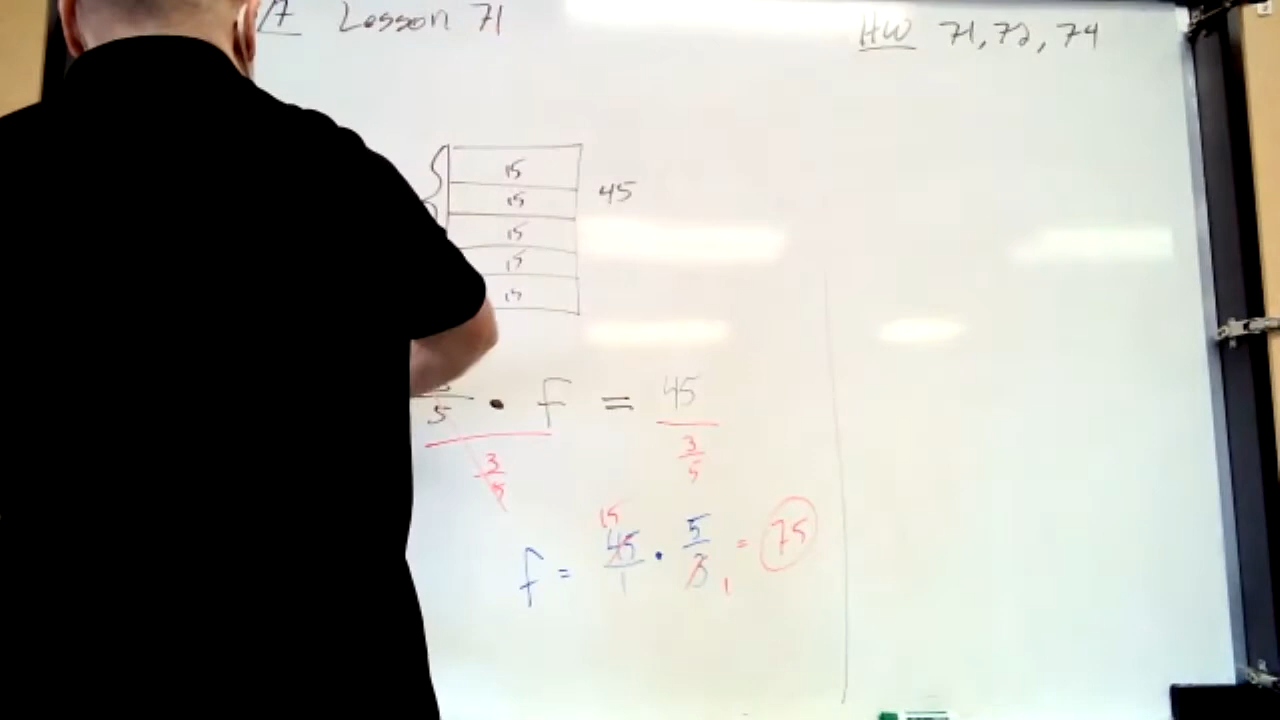 Lesson 71
HW 71, 72, 74
15
15
45
15
15
15
5 • f = 45
3/5 3/5
15
f = 45/1 • 5/3 = 75
1